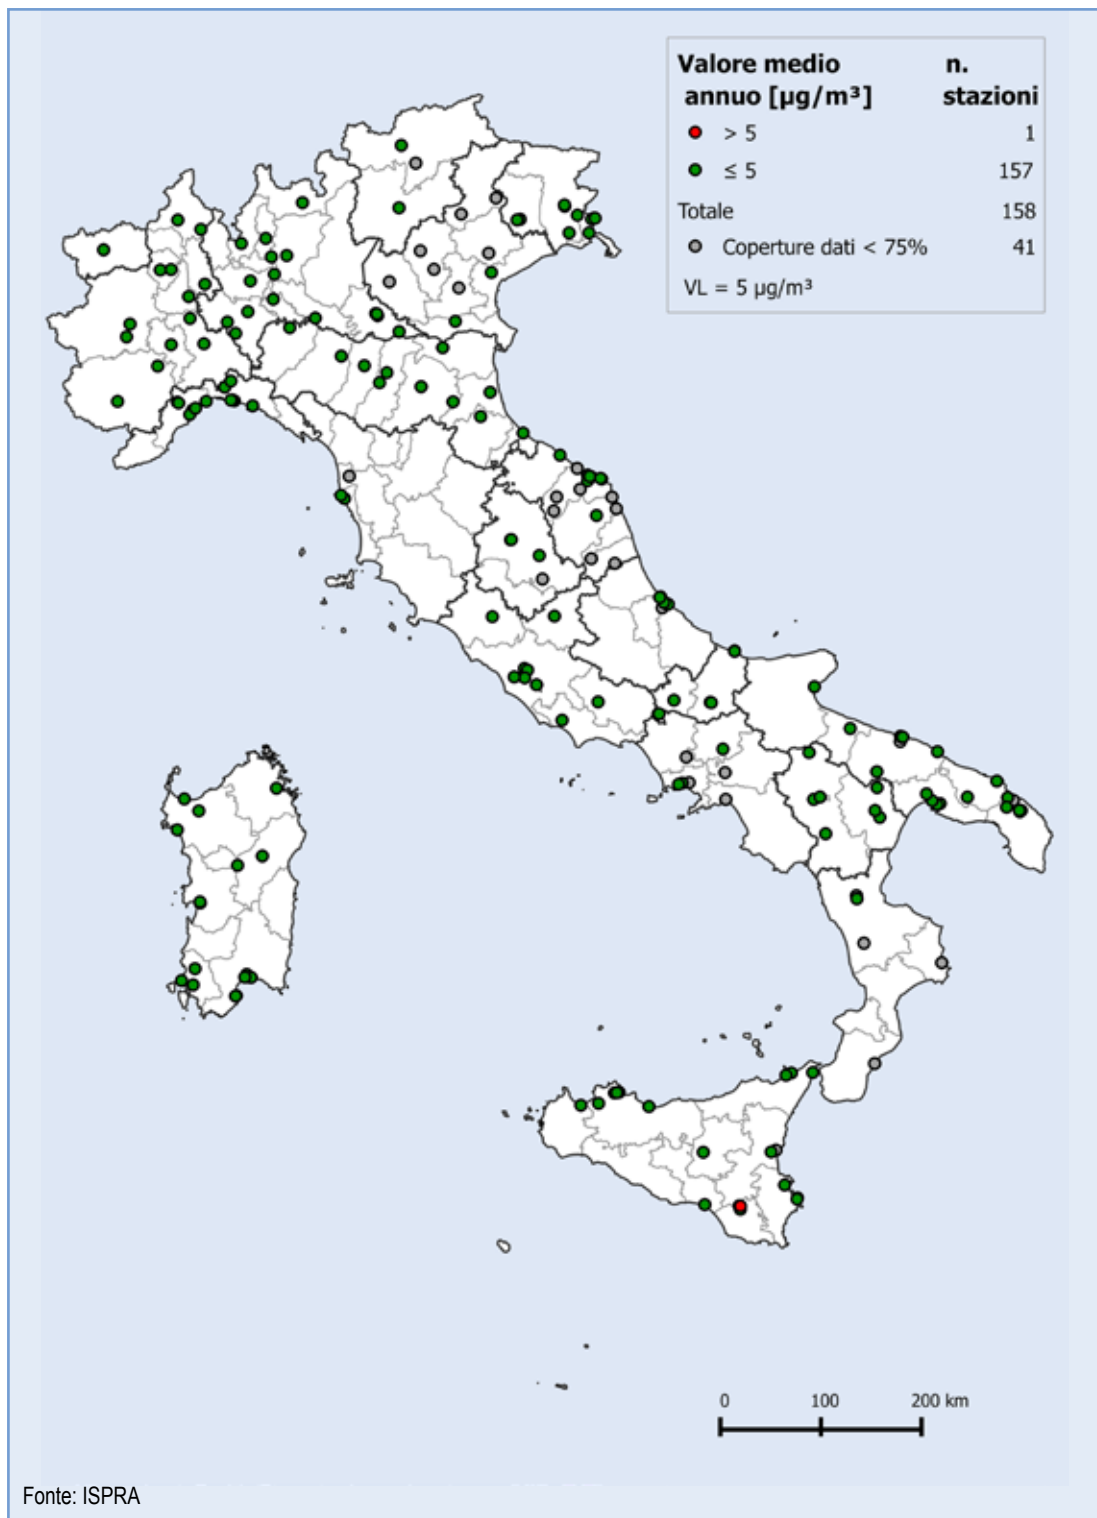 Valore medio n.
annuo [µg/m³] stazioni
> 5 1
≤ 5 157
Totale 158
Coperture dati < 75% 41
VL = 5 µg/m³
0 100 200 km
Fonte: ISPRA